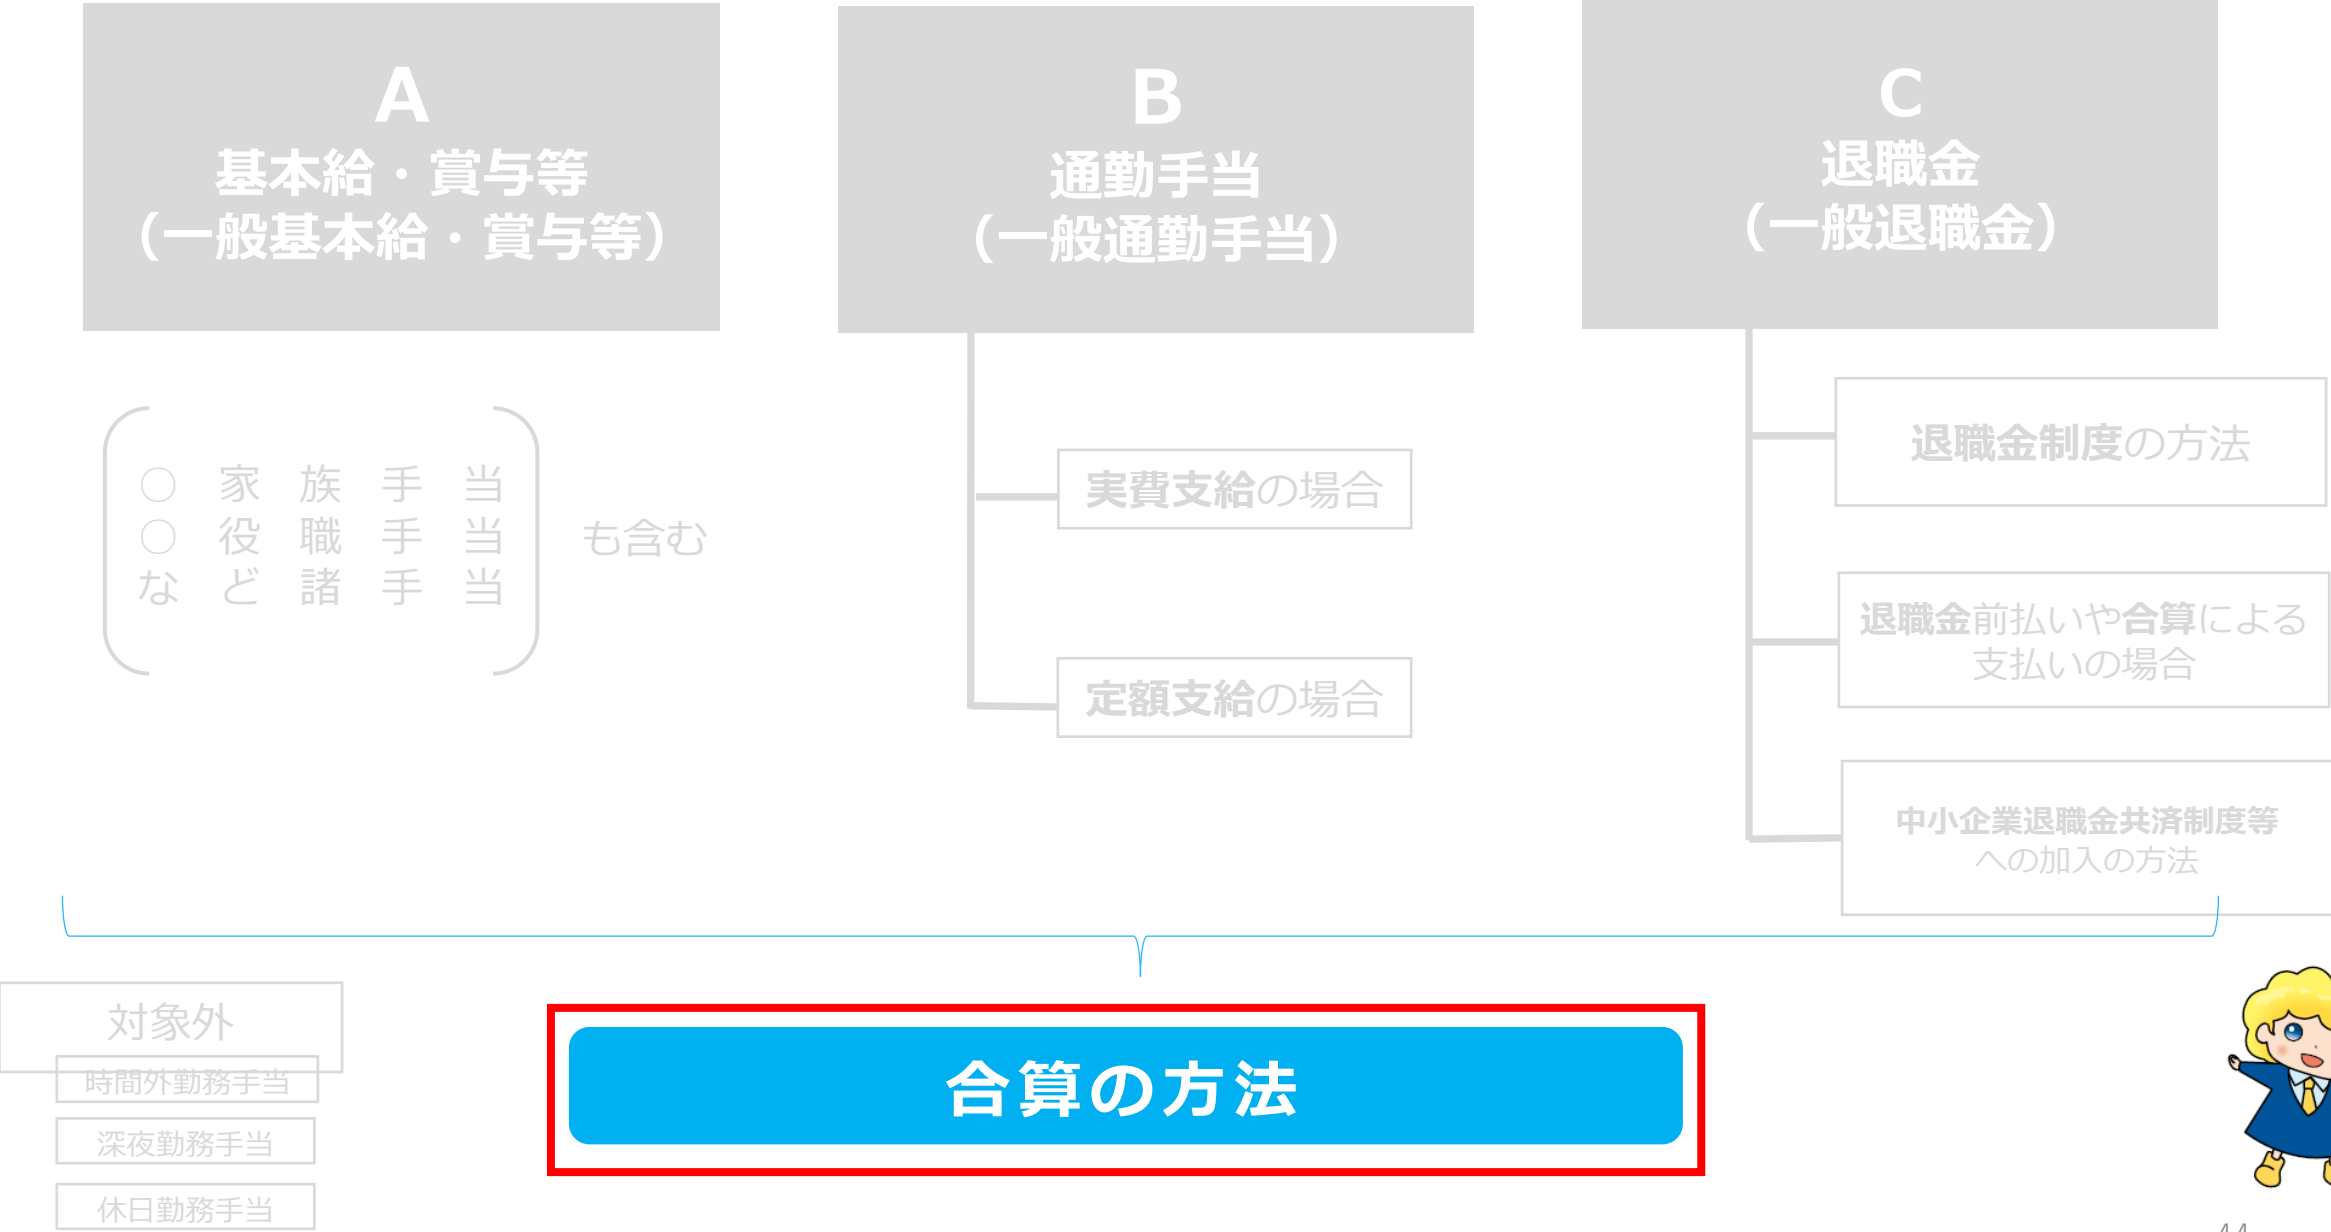 A
基本給・賞与等
（一般基本給・賞与等）
B
通勤手当
（一般通勤手当）
C
退職金
（一般退職金）
○家族手当
○役職手当
など諸手当
も含む
実費支給の場合
定額支給の場合
退職金制度の方法
退職金前払いや合算による
支払いの場合
中小企業退職金共済制度等
への加入の方法
対象外
時間外勤務手当
深夜勤務手当
休日勤務手当
合算の方法